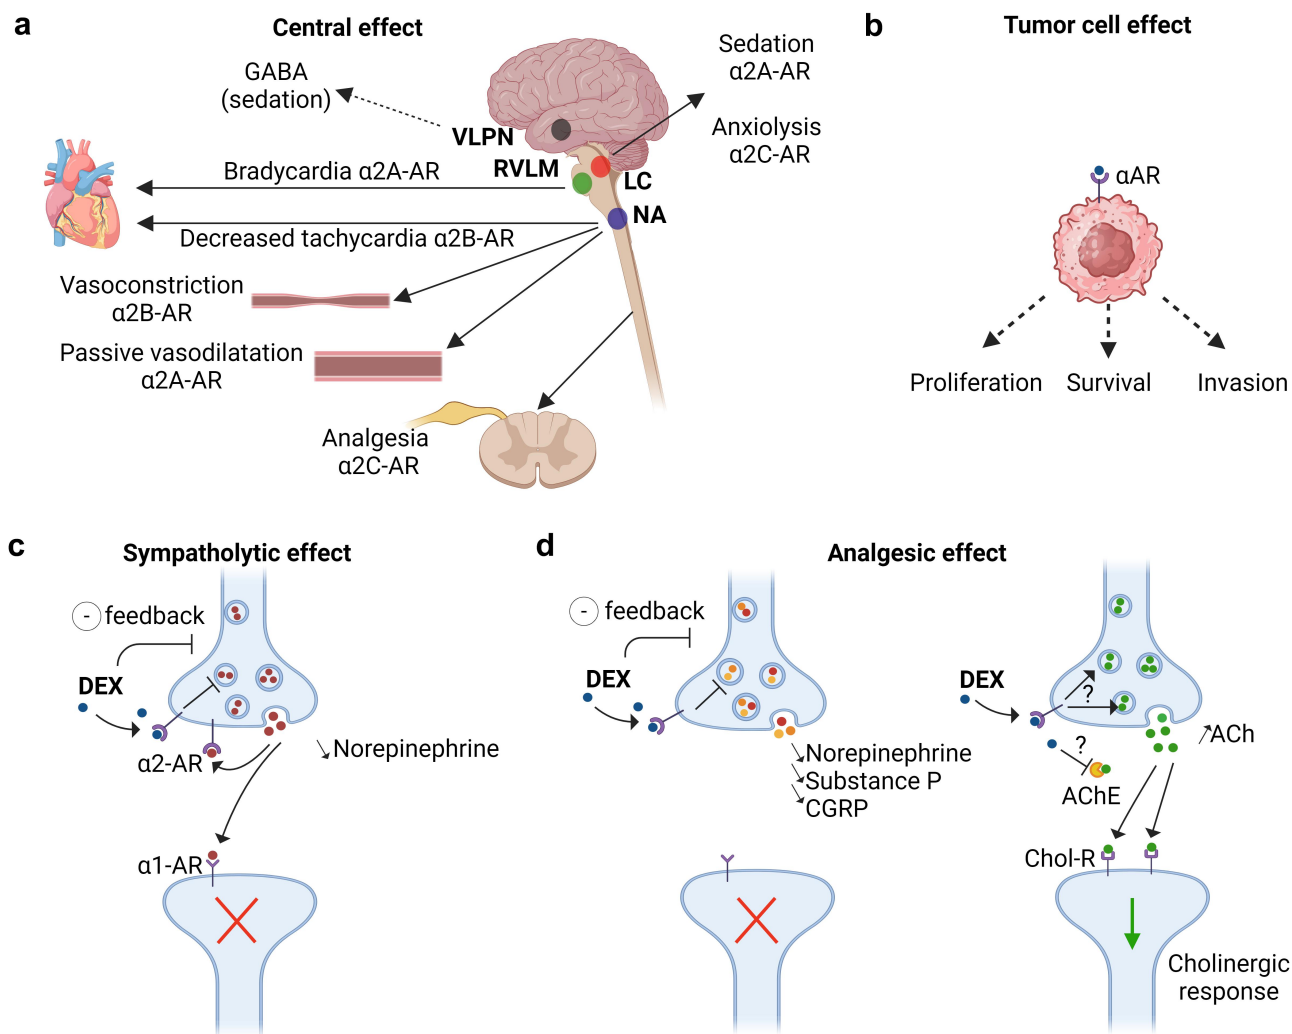 a
Central effect
GABA
(sedation)
VLPN
RVLM
LC
NA
Sedation
α2A-AR
Anxiolysis
α2C-AR
Bradycardia α2A-AR
Decreased tachycardia α2B-AR
Vasoconstriction
α2B-AR
Passive vasodilatation
α2A-AR
Analgesia
α2C-AR
b
Tumor cell effect
αAR
Proliferation
Survival
Invasion
c
Sympatholytic effect
- feedback
DEX
α2-AR
Norepinephrine
α1-AR
d
Analgesic effect
- feedback
DEX
Norepinephrine
Substance P
CGRP
DEX
?
?
AChE
ACh
Chol-R
Cholinergic
response